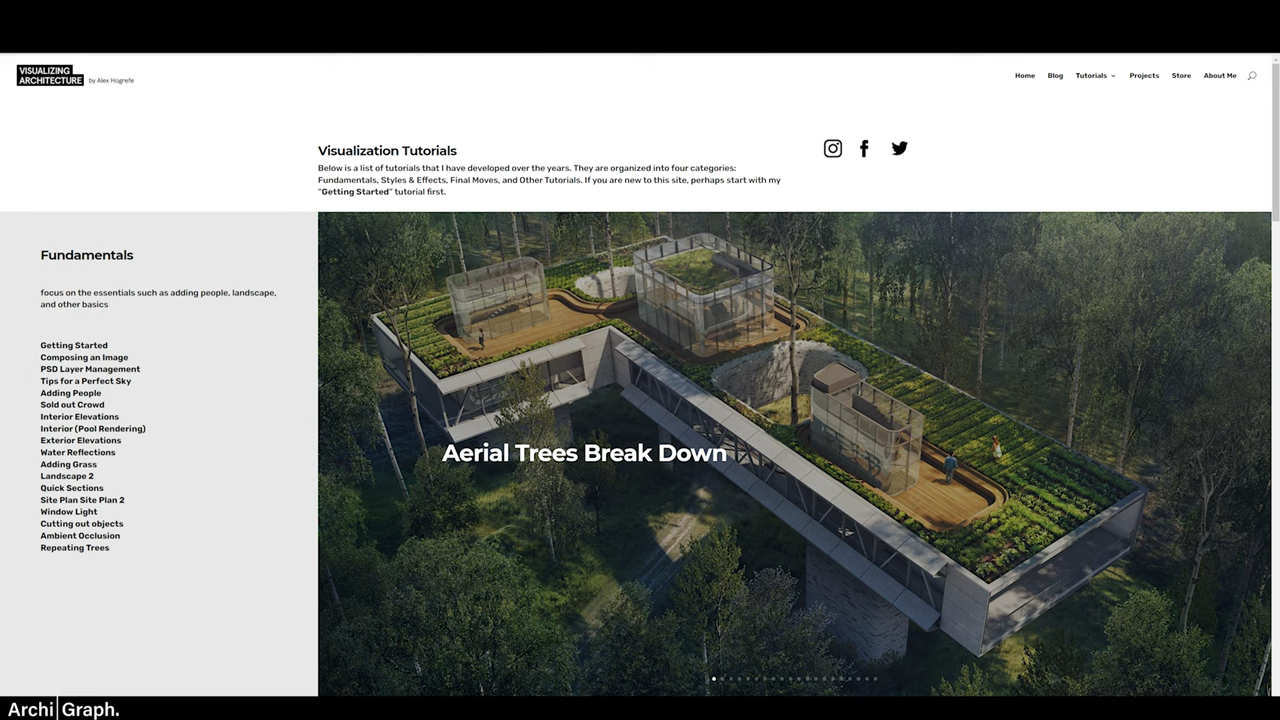 VISUALIZING
ARCHITECTURE by Alex Hogrefe
Home Blog Tutorials Projects Store About Me
Visualization Tutorials
Below is a list of tutorials that I have developed over the years. They are organized into four categories:
Fundamentals, Styles & Effects, Final Moves, and Other Tutorials. If you are new to this site, perhaps start with my
"Getting Started" tutorial first.
Fundamentals
focus on the essentials such as adding people, landscape,
and other basics
Getting Started
Composing an Image
PSD Layer Management
Tips for a Perfect Sky
Adding People
Sold out Crowd
Interior Elevations
Interior (Pool Rendering)
Exterior Elevations
Water Reflections
Adding Grass
Landscape 2
Quick Sections
Site Plan Site Plan 2
Window Light
Cutting out objects
Ambient Occlusion
Repeating Trees
Aerial Trees Break Down
Archi|Graph.